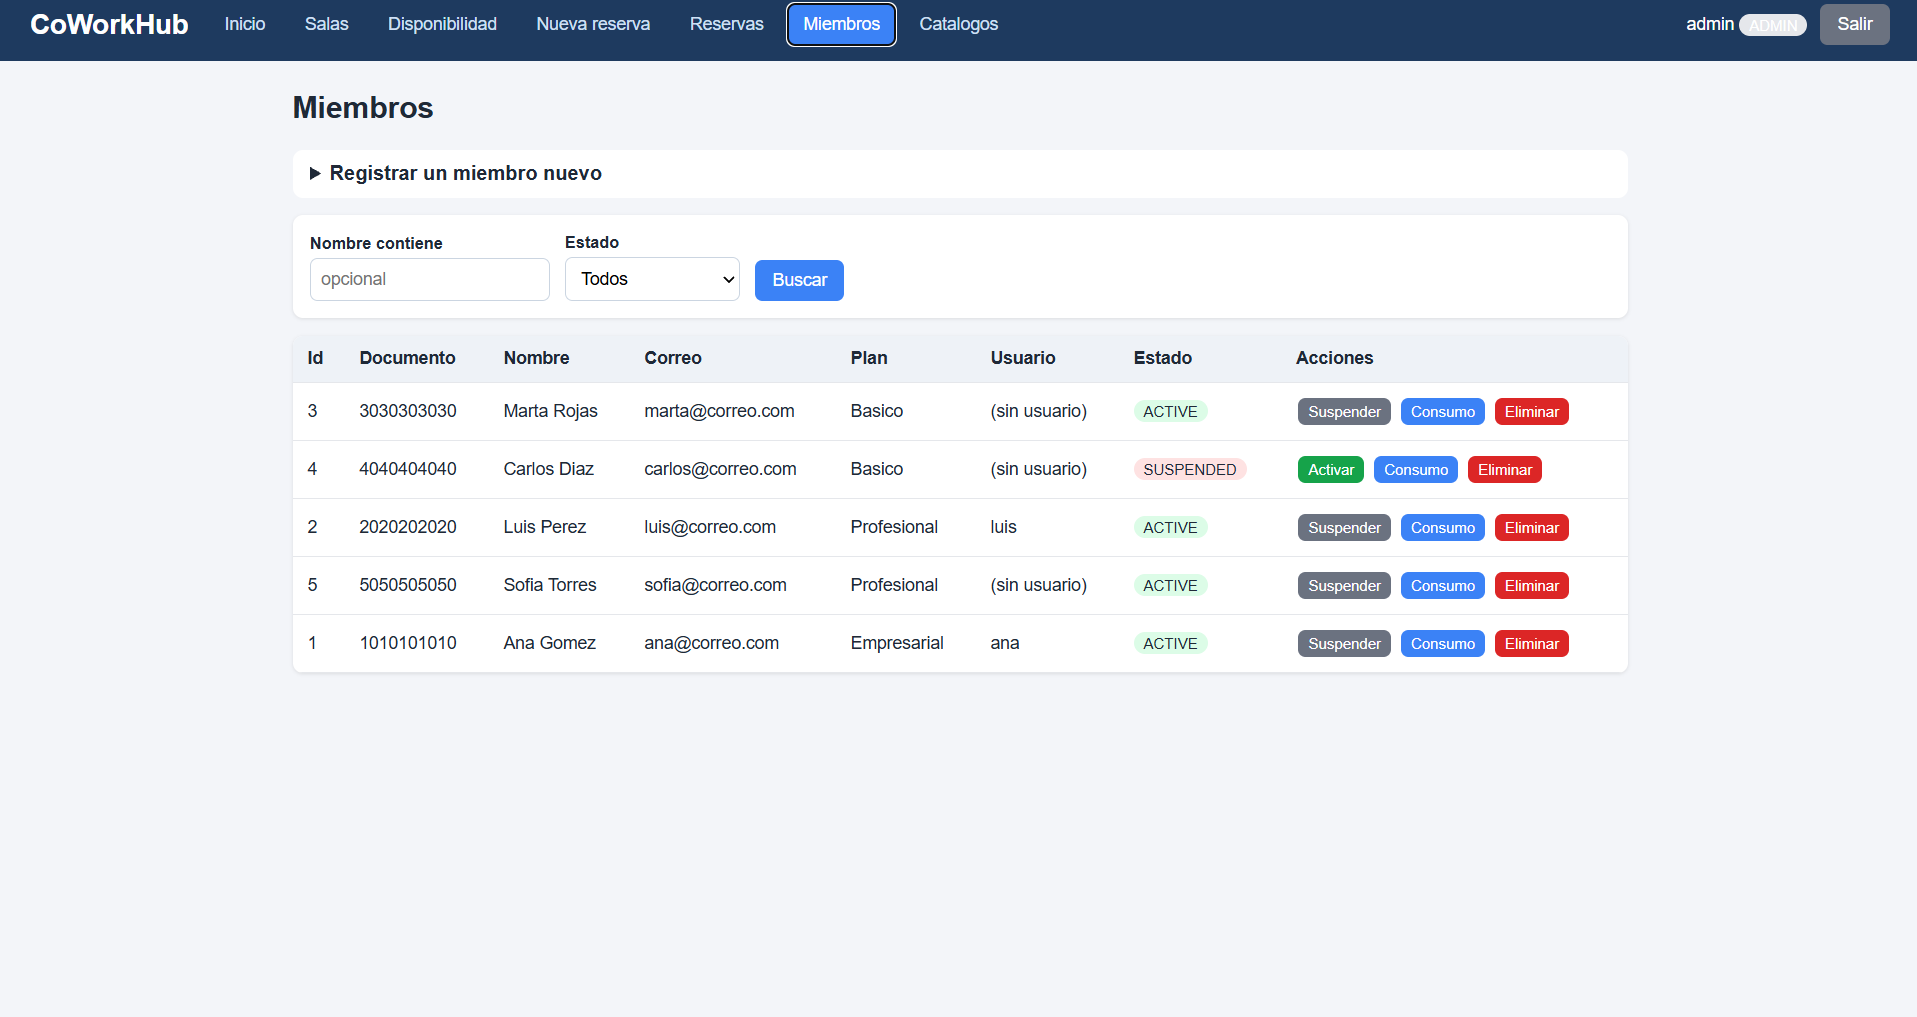 CoWorkHub Inicio Salas Disponibilidad Nueva reserva Reservas Miembros Catalogos admin ADMIN Salir
Miembros
Registrar un miembro nuevo
Nombre contiene Estado
opcional Todos Buscar
Id Documento Nombre Correo Plan Usuario Estado Acciones
3 3030303030 Marta Rojas marta@correo.com Basico (sin usuario) ACTIVE Suspender Consumo Eliminar
4 4040404040 Carlos Diaz carlos@correo.com Basico (sin usuario) SUSPENDED Activar Consumo Eliminar
2 2020202020 Luis Perez luis@correo.com Profesional luis ACTIVE Suspender Consumo Eliminar
5 5050505050 Sofia Torres sofia@correo.com Profesional (sin usuario) ACTIVE Suspender Consumo Eliminar
1 1010101010 Ana Gomez ana@correo.com Empresarial ana ACTIVE Suspender Consumo Eliminar